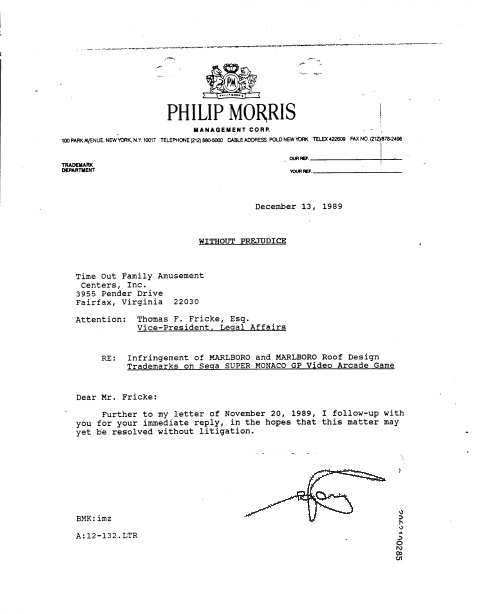 PM
PHILIP MORRIS
MANAGEMENT CORP.
100 PARK AVENUE, NEW YORK, N.Y. 10017 TELEPHONE (212) 880-5000 CABLE ADDRESS: POLD NEW YORK TELEX 422609 FAX NO. (212) 878-2498
OUR REF.
TRADEMARK
DEPARTMENT
YOUR REF.
December 13, 1989
WITHOUT PREJUDICE
Time Out Family Amusement
Centers, Inc.
3955 Pender Drive
Fairfax, Virginia 22030
Attention: Thomas F. Fricke, Esq.
Vice-President, Legal Affairs
RE: Infringement of MARLBORO and MARLBORO Roof Design
Trademarks on Sega SUPER MONACO GP Video Arcade Game
Dear Mr. Fricke:
Further to my letter of November 20, 1989, I follow-up with
you for your immediate reply, in the hopes that this matter may
yet be resolved without litigation.
BMK:imz
A:12-132.LTR